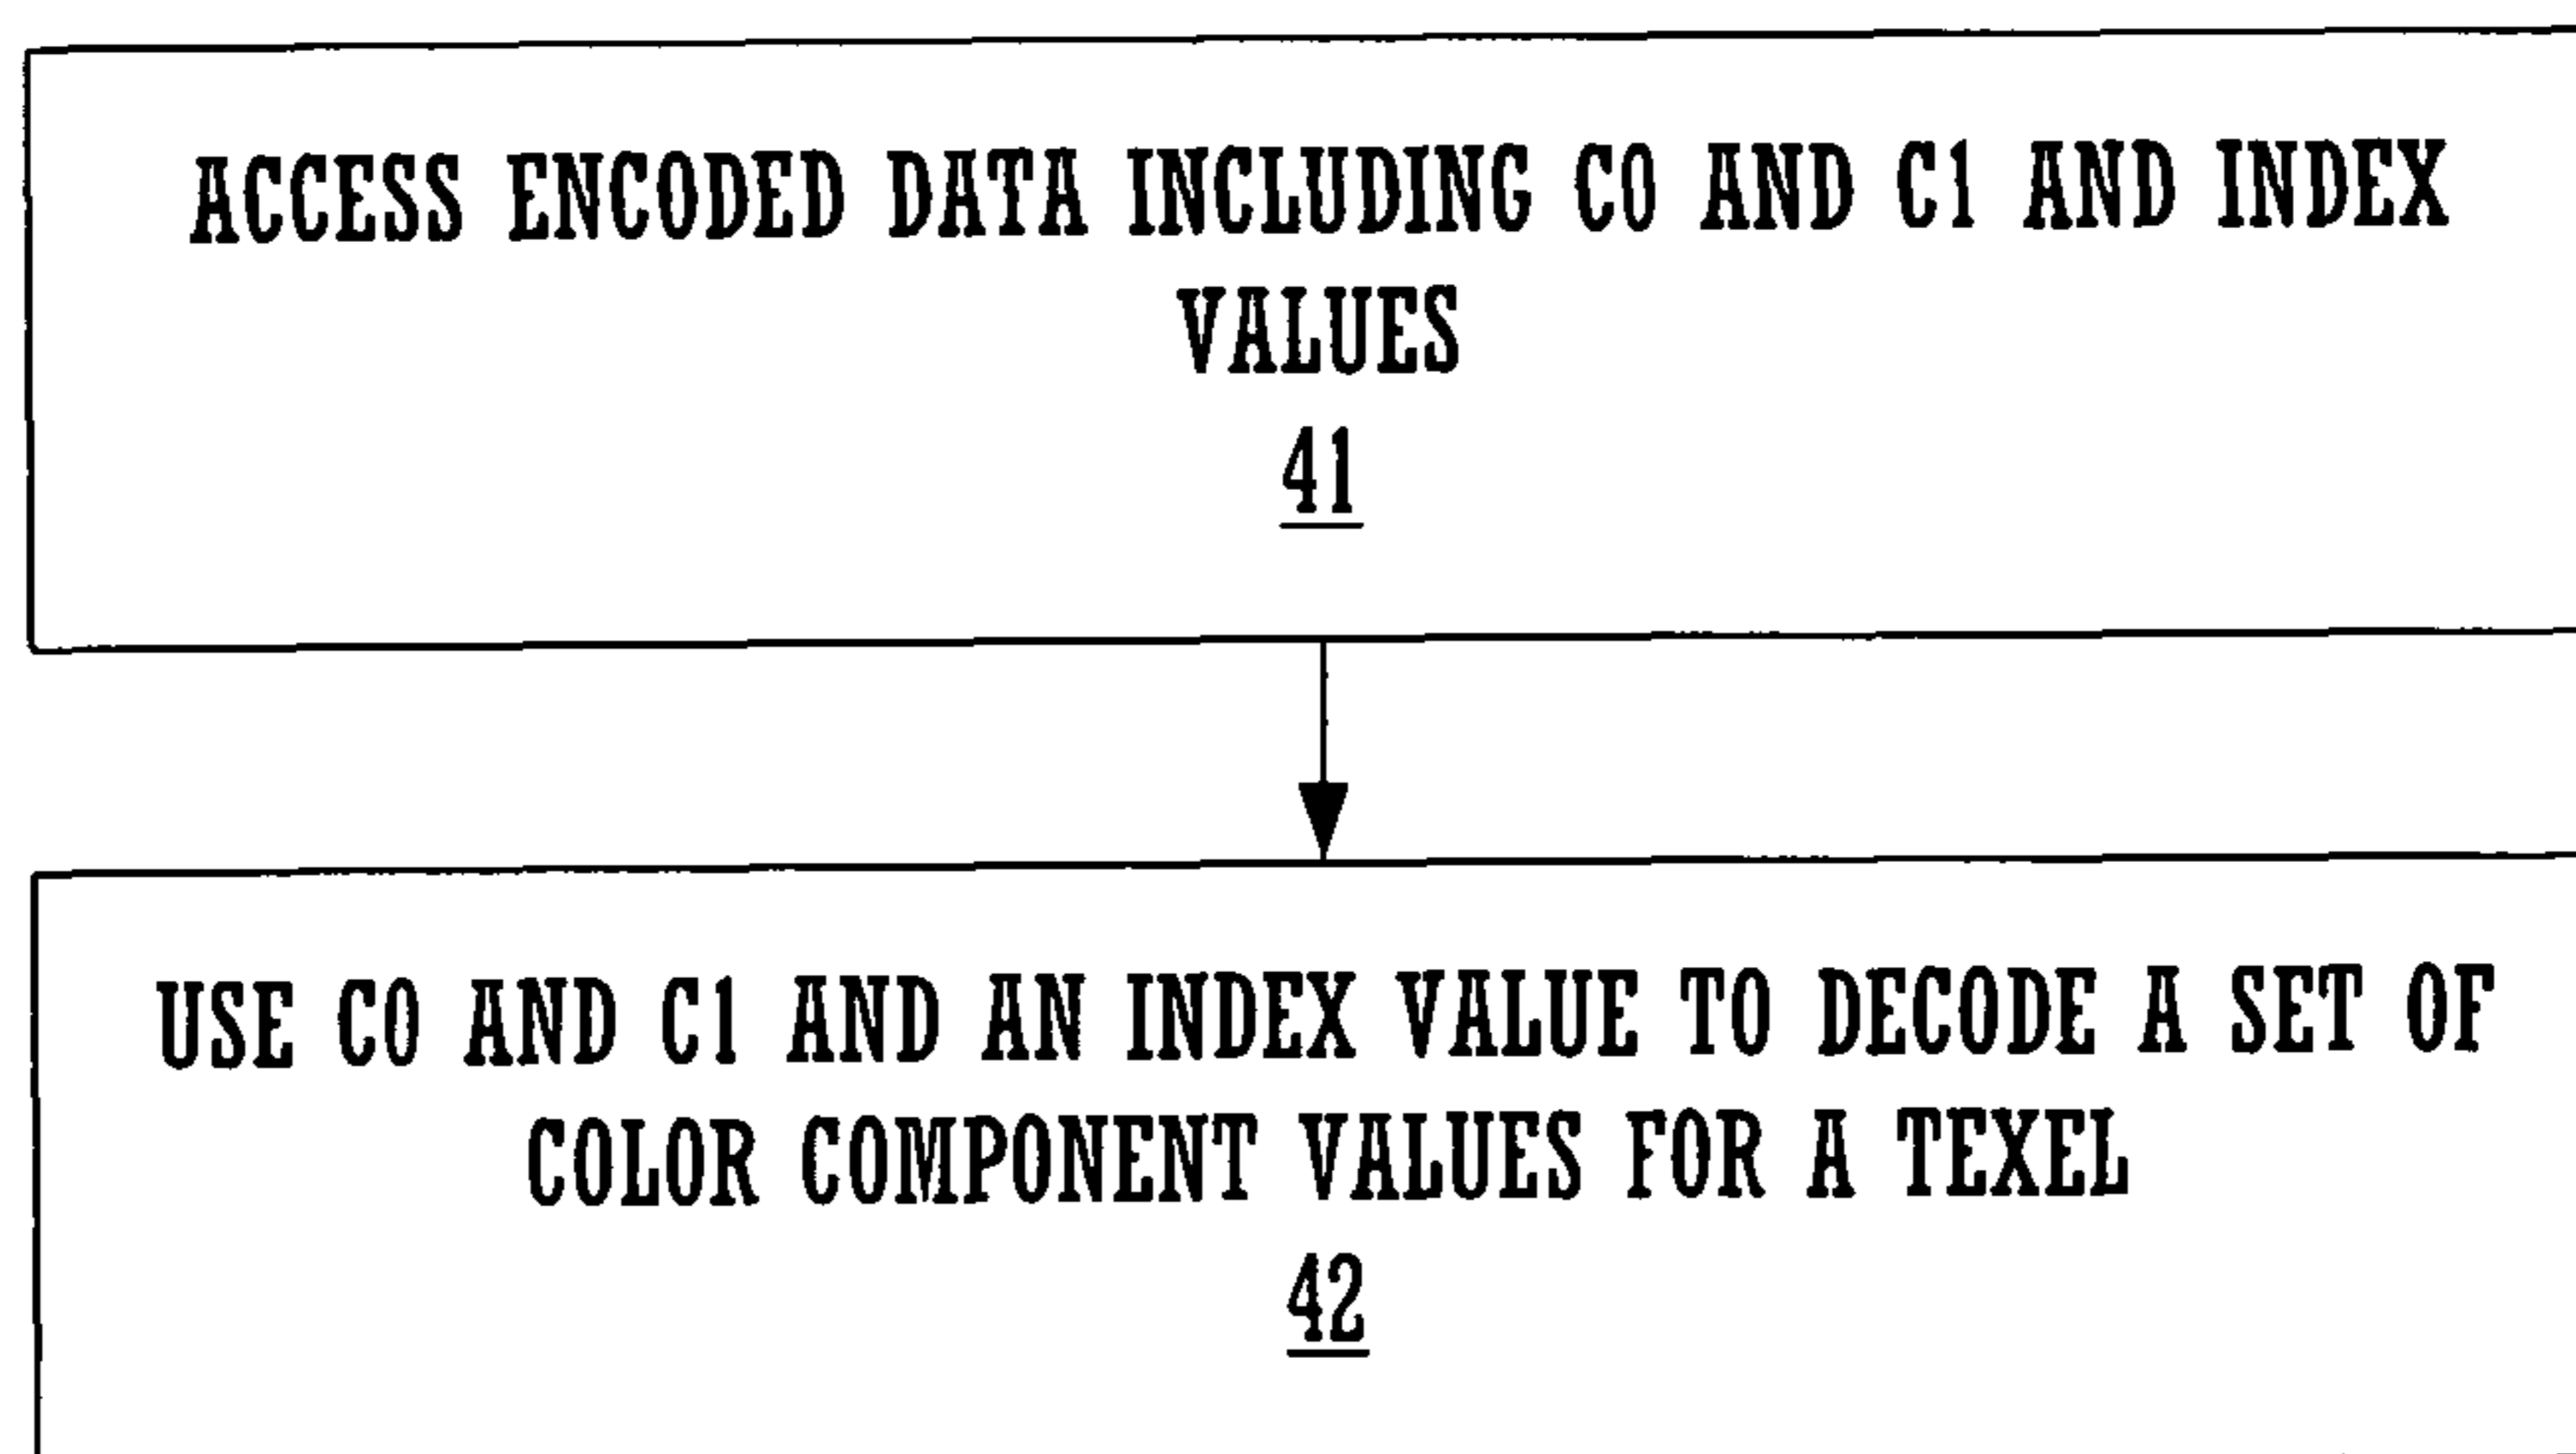 ACCESS ENCODED DATA INCLUDING C0 AND C1 AND INDEX
VALUES
41
USE C0 AND C1 AND AN INDEX VALUE TO DECODE A SET OF
COLOR COMPONENT VALUES FOR A TEXEL
42